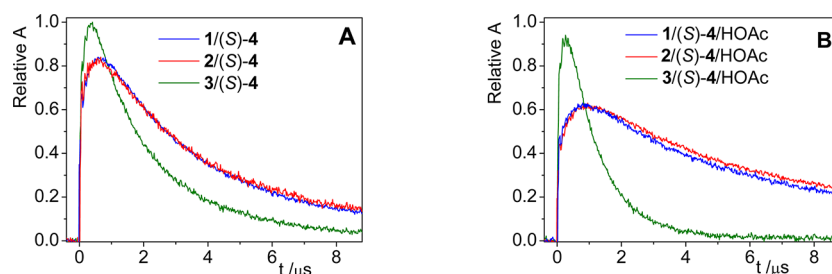 A
1/(S)-4
2/(S)-4
3/(S)-4
Relative A
1.0
0.8
0.6
0.4
0.2
0.0
0 2 4 6 8
t /μs
B
1/(S)-4/HOAc
2/(S)-4/HOAc
3/(S)-4/HOAc
Relative A
1.0
0.8
0.6
0.4
0.2
0.0
0 2 4 6 8
t /μs